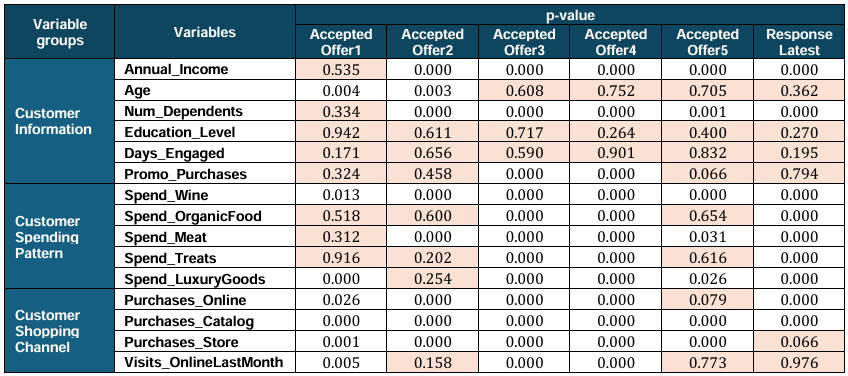 Variable groups Variables p-value
Accepted Offer1 Accepted Offer2 Accepted Offer3 Accepted Offer4 Accepted Offer5 Response Latest
Customer Information
Annual_Income 0.535 0.000 0.000 0.000 0.000 0.000
Age 0.004 0.003 0.608 0.752 0.705 0.362
Num_Dependents 0.334 0.000 0.000 0.000 0.001 0.000
Education_Level 0.942 0.611 0.717 0.264 0.400 0.270
Days_Engaged 0.171 0.656 0.590 0.901 0.832 0.195
Promo_Purchases 0.324 0.458 0.000 0.000 0.066 0.794
Customer Spending Pattern
Spend_Wine 0.013 0.000 0.000 0.000 0.000 0.000
Spend_OrganicFood 0.518 0.600 0.000 0.000 0.654 0.000
Spend_Meat 0.312 0.000 0.000 0.000 0.031 0.000
Spend_Treats 0.916 0.202 0.000 0.000 0.616 0.000
Spend_LuxuryGoods 0.000 0.254 0.000 0.000 0.026 0.000
Customer Shopping Channel
Purchases_Online 0.026 0.000 0.000 0.000 0.079 0.000
Purchases_Catalog 0.000 0.000 0.000 0.000 0.000 0.000
Purchases_Store 0.001 0.000 0.000 0.000 0.000 0.066
Visits_OnlineLastMonth 0.005 0.158 0.000 0.000 0.773 0.976